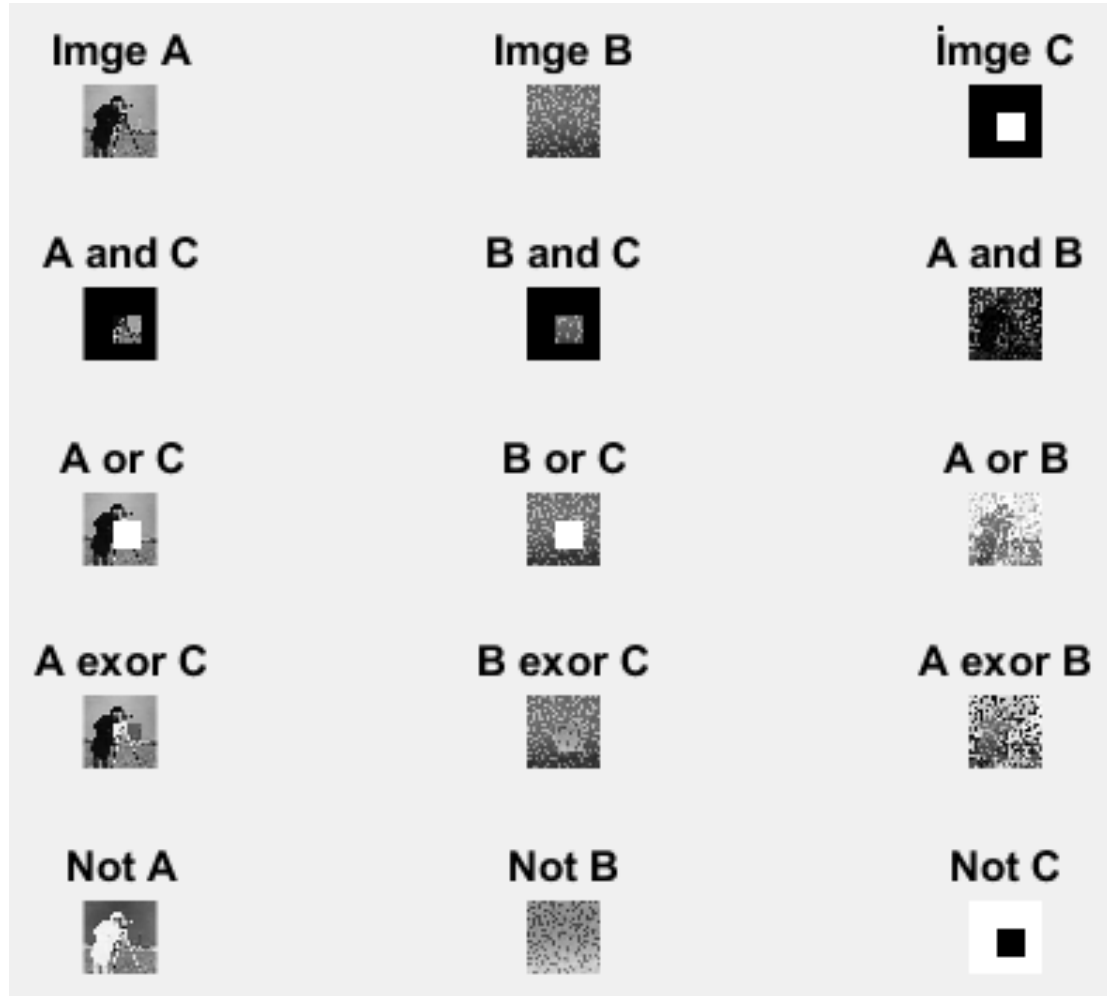 Imge A
Imge B
İmge C
A and C
B and C
A and B
A or C
B or C
A or B
A exor C
B exor C
A exor B
Not A
Not B
Not C